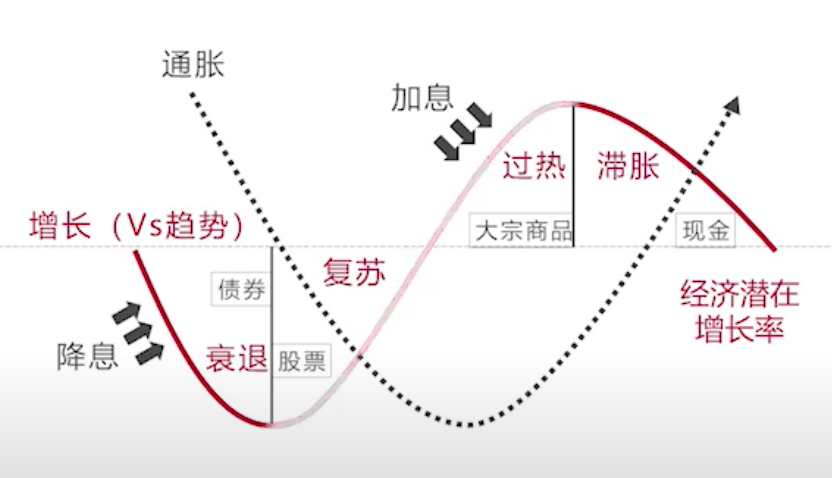 通胀
加息
过热
滞胀
增长（Vs趋势）
大宗商品
现金
复苏
债券
经济潜在
增长率
降息
衰退
股票